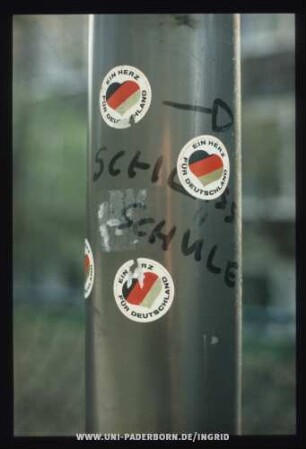 EIN HERZ
FÜR DEUTSCHLAND
EIN HERZ
FÜR DEUTSCHLAND
SCHULE
EIN HERZ
FÜR DEUTSCHLAND
WWW.UNI-PADERBORN.DE/INGRID